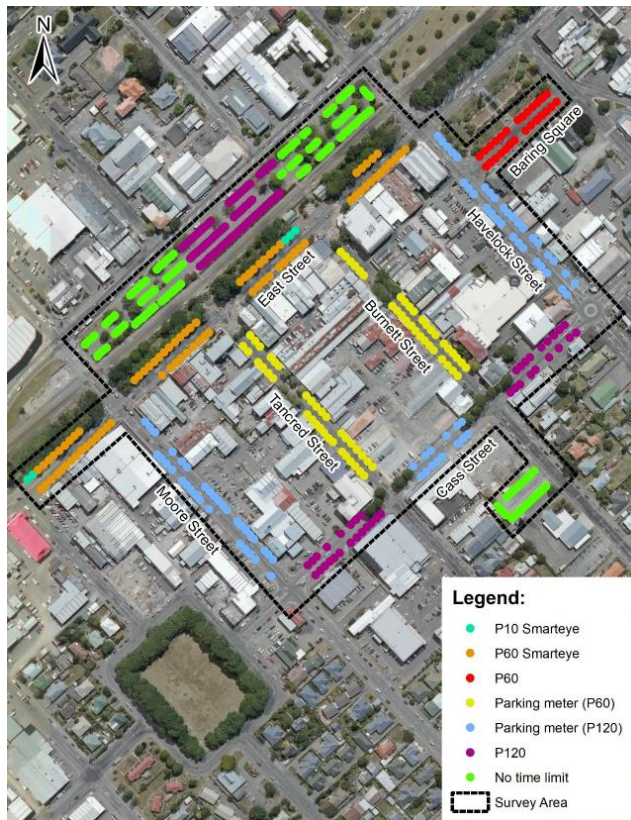 N
Baring Square
Havelock Street
East Street
Burnett Street
Tancred Street
Cass Street
Moore Street
Legend:
P10 Smarteye
P60 Smarteye
P60
Parking meter (P60)
Parking meter (P120)
P120
No time limit
Survey Area